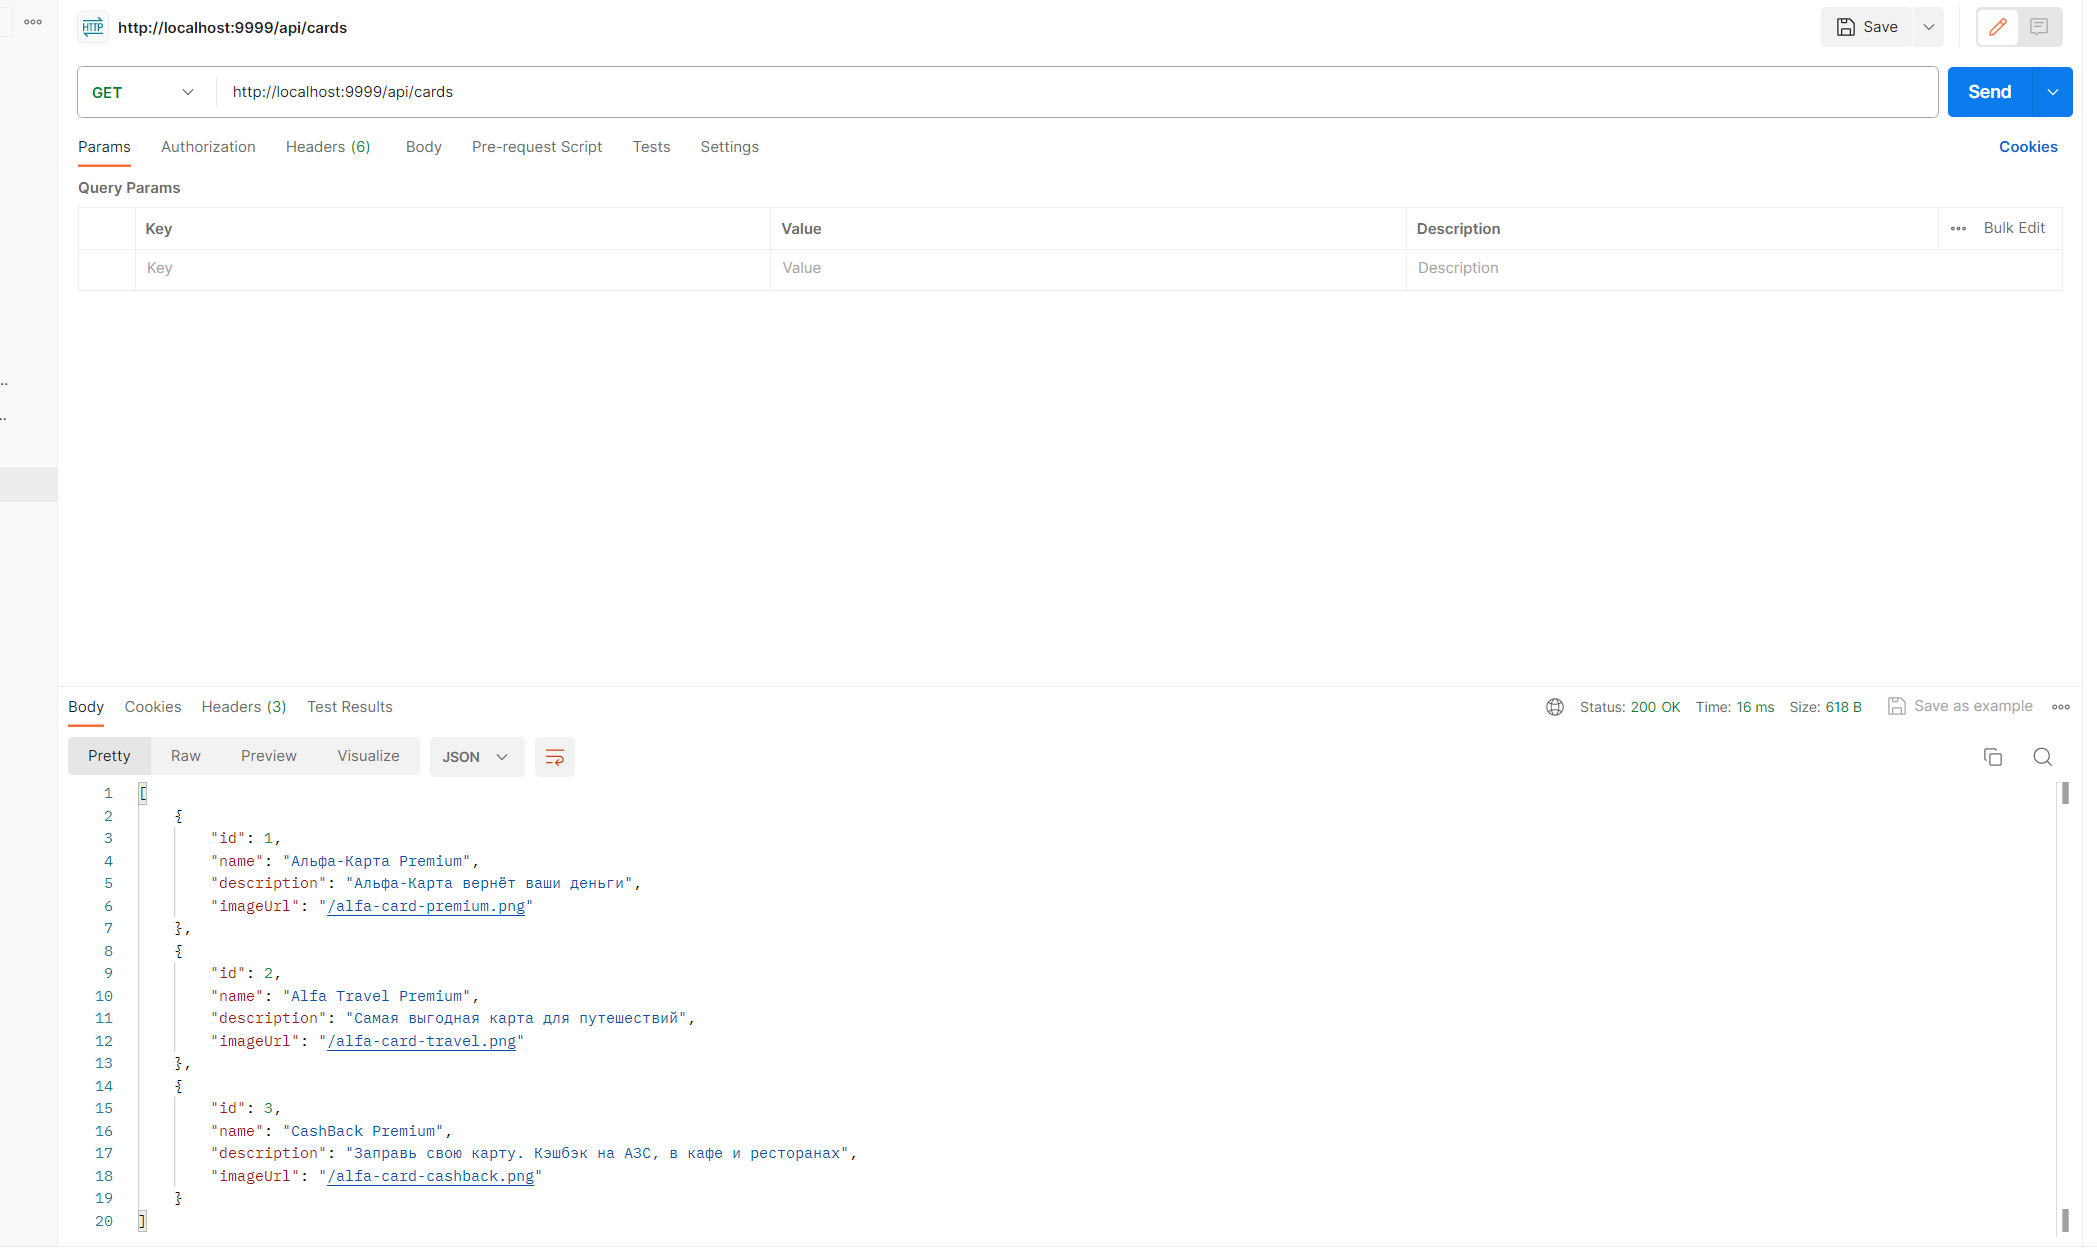 HTTP http://localhost:9999/api/cards Save
GET http://localhost:9999/api/cards Send
Params Authorization Headers (6) Body Pre-request Script Tests Settings Cookies
Query Params
Key Value Description Bulk Edit
Key Value Description
Body Cookies Headers (3) Test Results Status: 200 OK Time: 16 ms Size: 618 B Save as example
Pretty Raw Preview Visualize JSON
1 [
2 {
3 "id": 1,
4 "name": "Альфа-Карта Premium",
5 "description": "Альфа-Карта вернёт ваши деньги",
6 "imageUrl": "/alfa-card-premium.png"
7 },
8 {
9 "id": 2,
10 "name": "Alfa Travel Premium",
11 "description": "Самая выгодная карта для путешествий",
12 "imageUrl": "/alfa-card-travel.png"
13 },
14 {
15 "id": 3,
16 "name": "CashBack Premium",
17 "description": "Заправь свою карту. Кэшбэк на АЗС, в кафе и ресторанах",
18 "imageUrl": "/alfa-card-cashback.png"
19 }
20 ]